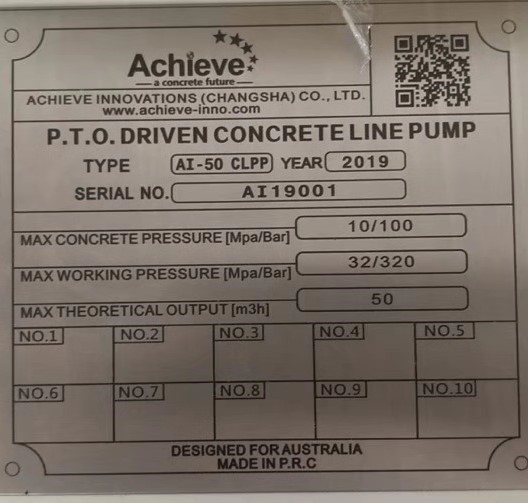 Achieve
a concrete future
ACHIEVE INNOVATIONS (CHANGSHA) CO., LTD.
www.achieve-inno.com
P.T.O. DRIVEN CONCRETE LINE PUMP
TYPE AI-50 CLPP YEAR 2019
SERIAL NO. AI19001
MAX CONCRETE PRESSURE [Mpa/Bar] 10/100
MAX WORKING PRESSURE [Mpa/Bar] 32/320
MAX THEORETICAL OUTPUT [m3h] 50
NO.1 NO.2 NO.3 NO.4 NO.5
NO.6 NO.7 NO.8 NO.9 NO.10
DESIGNED FOR AUSTRALIA
MADE IN P.R.C